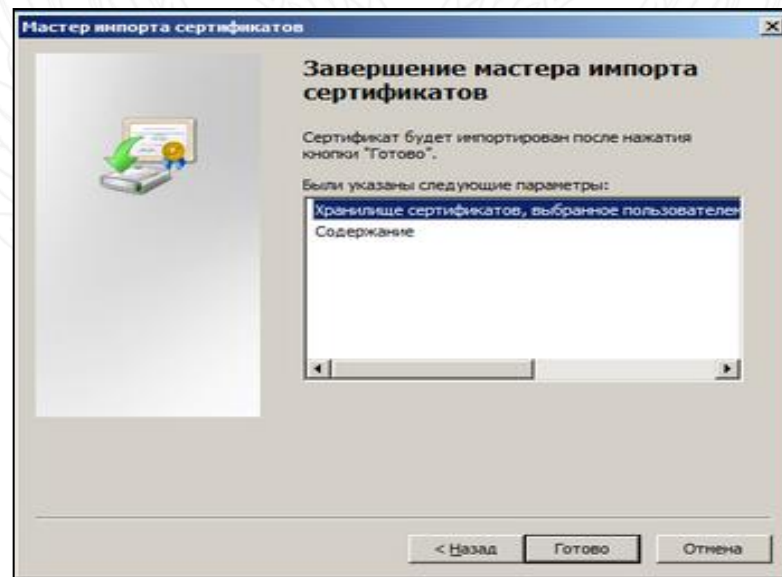 Мастер импорта сертификатов
Завершение мастера импорта
сертификатов
Сертификат будет импортирован после нажатия
кнопки "Готово".
Были указаны следующие параметры:
Хранилище сертификатов, выбранное пользователем
Содержание
< Назад
Готово
Отмена